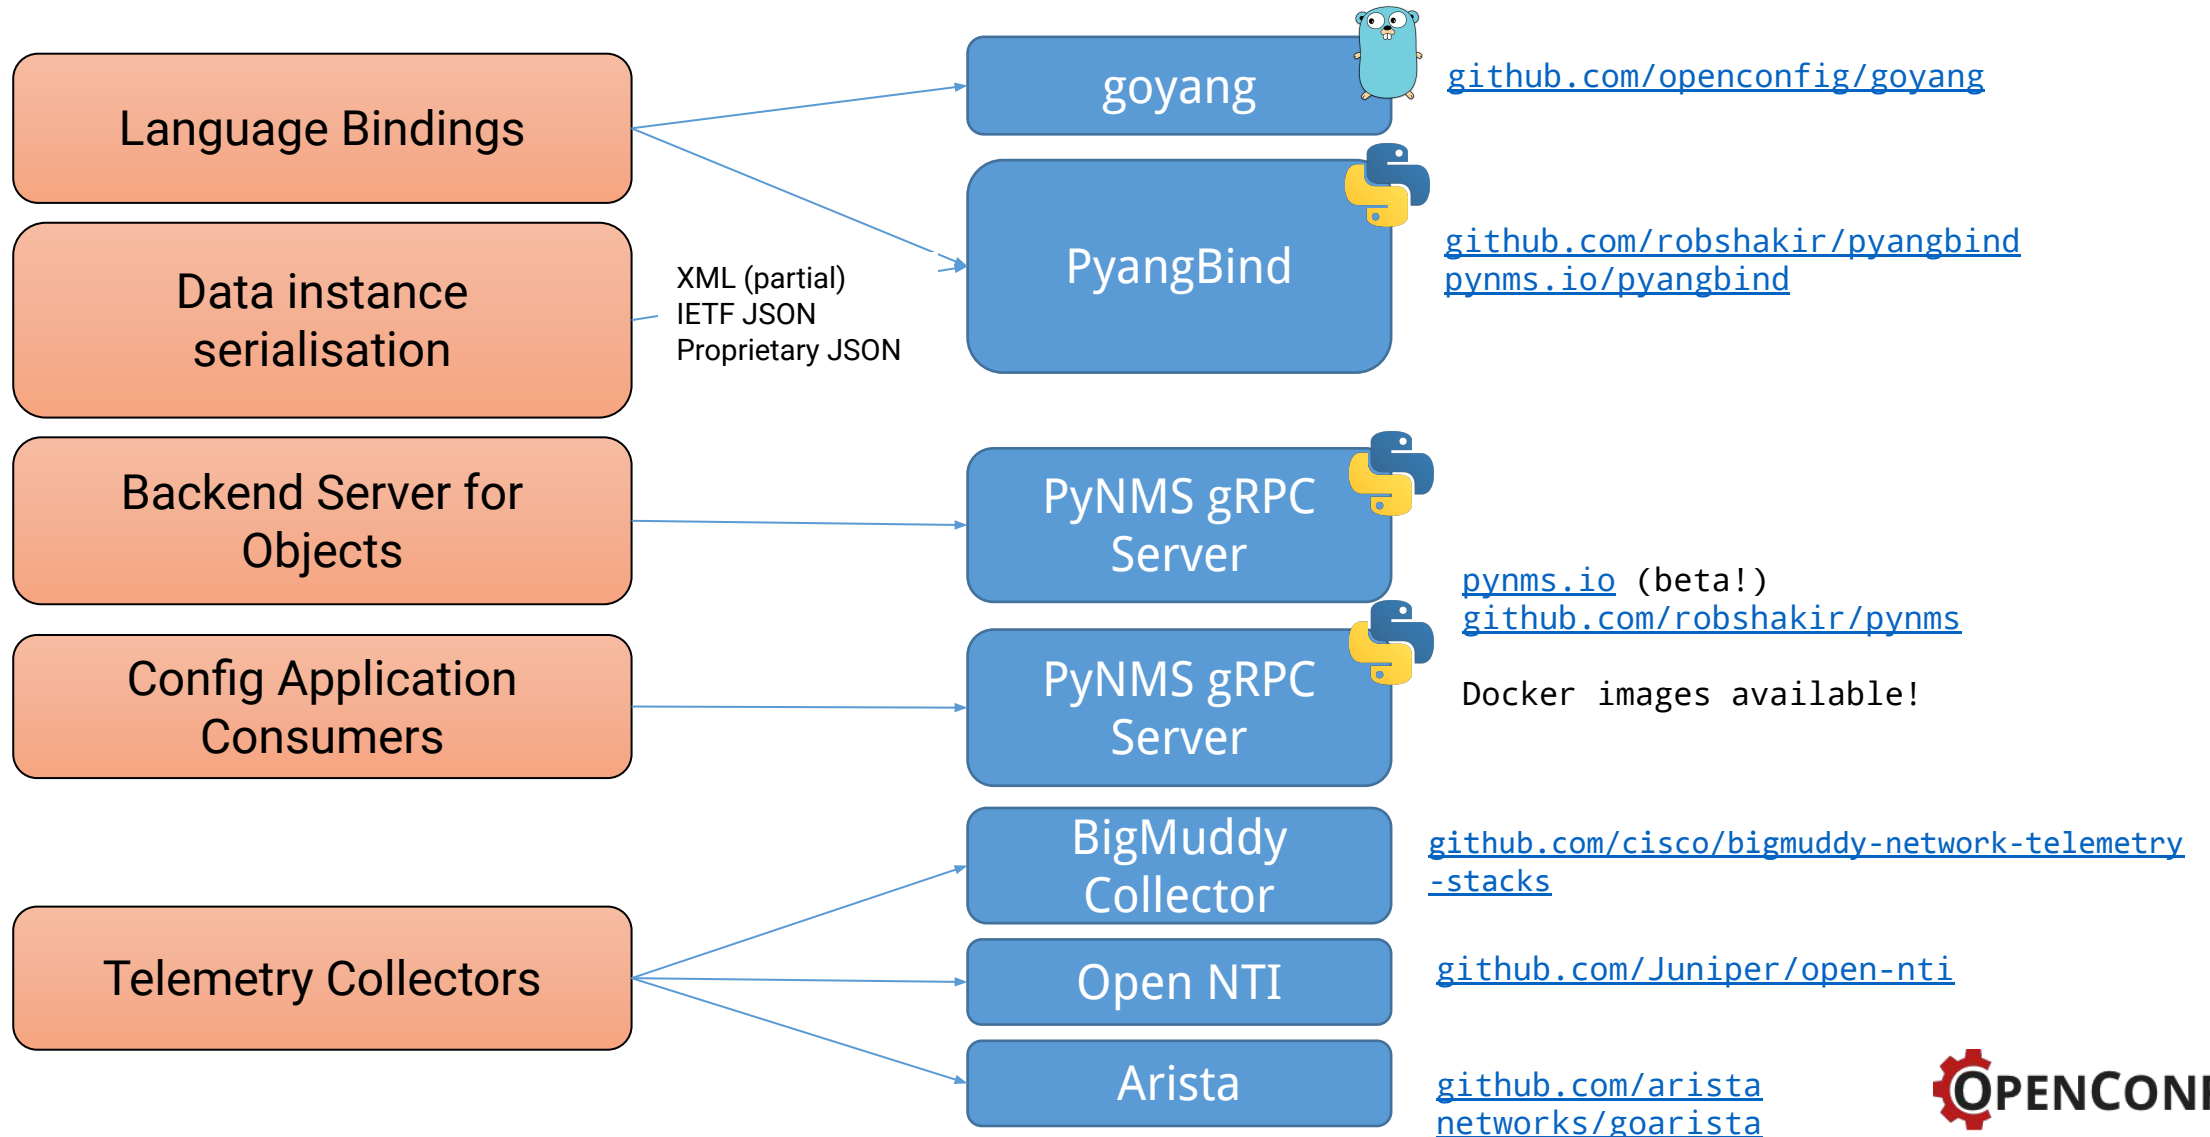 Language Bindings
goyang
github.com/openconfig/goyang
Data instance
serialisation
XML (partial)
IETF JSON
Proprietary JSON
PyangBind
github.com/robshakir/pyangbind
pynms.io/pyangbind
Backend Server for
Objects
PyNMS gRPC
Server
Config Application
Consumers
PyNMS gRPC
Server
pynms.io (beta!)
github.com/robshakir/pynms
Docker images available!
Telemetry Collectors
BigMuddy
Collector
github.com/cisco/bigmuddy-network-telemetry
-stacks
Open NTI
github.com/Juniper/open-nti
Arista
github.com/arista
networks/goarista